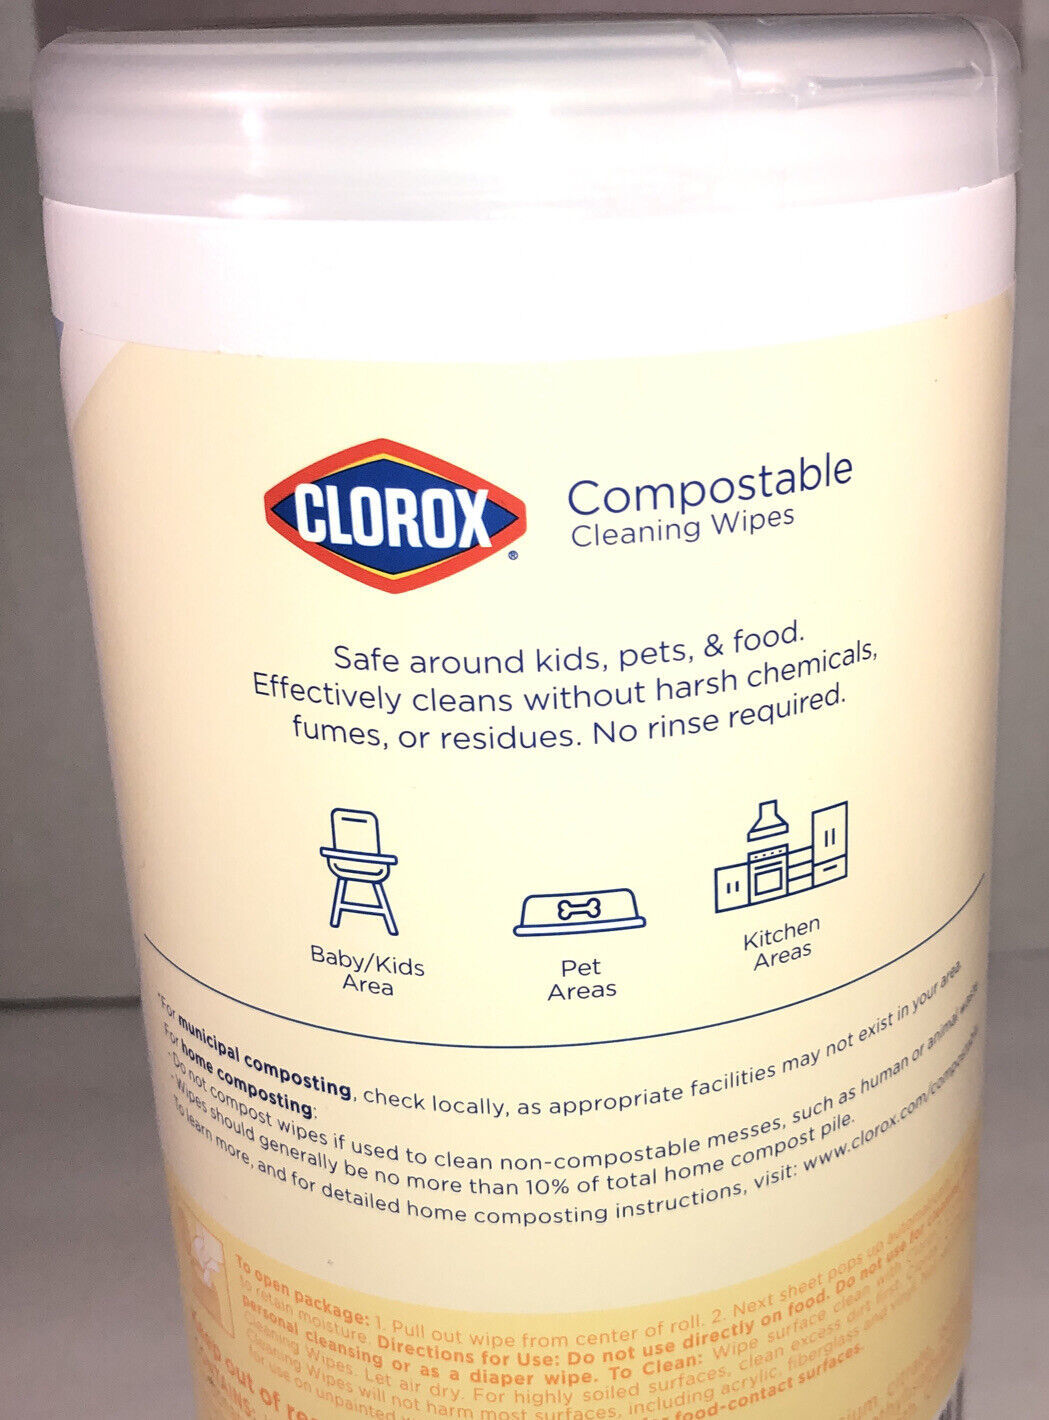 CLOROX
®
Compostable
Cleaning Wipes
Safe around kids, pets, & food.
Effectively cleans without harsh chemicals,
fumes, or residues. No rinse required.
Baby/Kids
Area
Pet
Areas
Kitchen
Areas
*For municipal composting, check locally, as appropriate facilities may not exist in your area.
For home composting:
- Do not compost wipes if used to clean non-compostable messes, such as human or animal waste.
- Wipes should generally be no more than 10% of total home compost pile.
To learn more, and for detailed home composting instructions, visit: www.clorox.com/compostable
To open package: 1. Pull out wipe from center of roll. 2. Next sheet pops up
to retain moisture. Directions for Use: Do not use directly on food. Do not use for
personal cleansing or as a diaper wipe. To Clean: Wipe surface clean with
Cleaning Wipes. Let air dry. For highly soiled surfaces, clean excess dirt first.
Cleaning Wipes will not harm most surfaces, including acrylic, fiberglass and vinyl.
for use on unpainted
food-contact surfaces.
out of